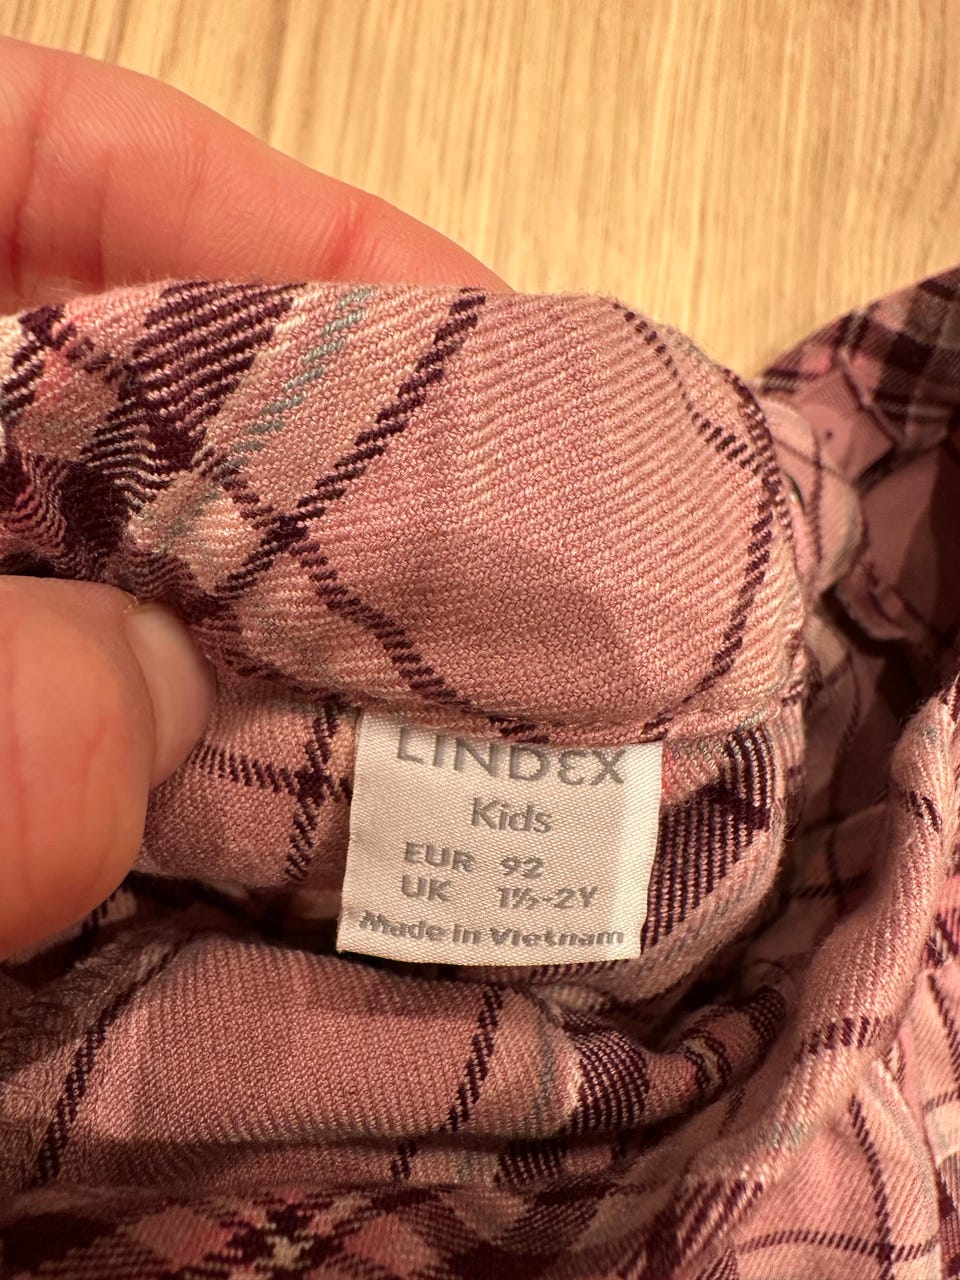 LINDEX
Kids
EUR 92
UK 1½-2Y
Made in Vietnam